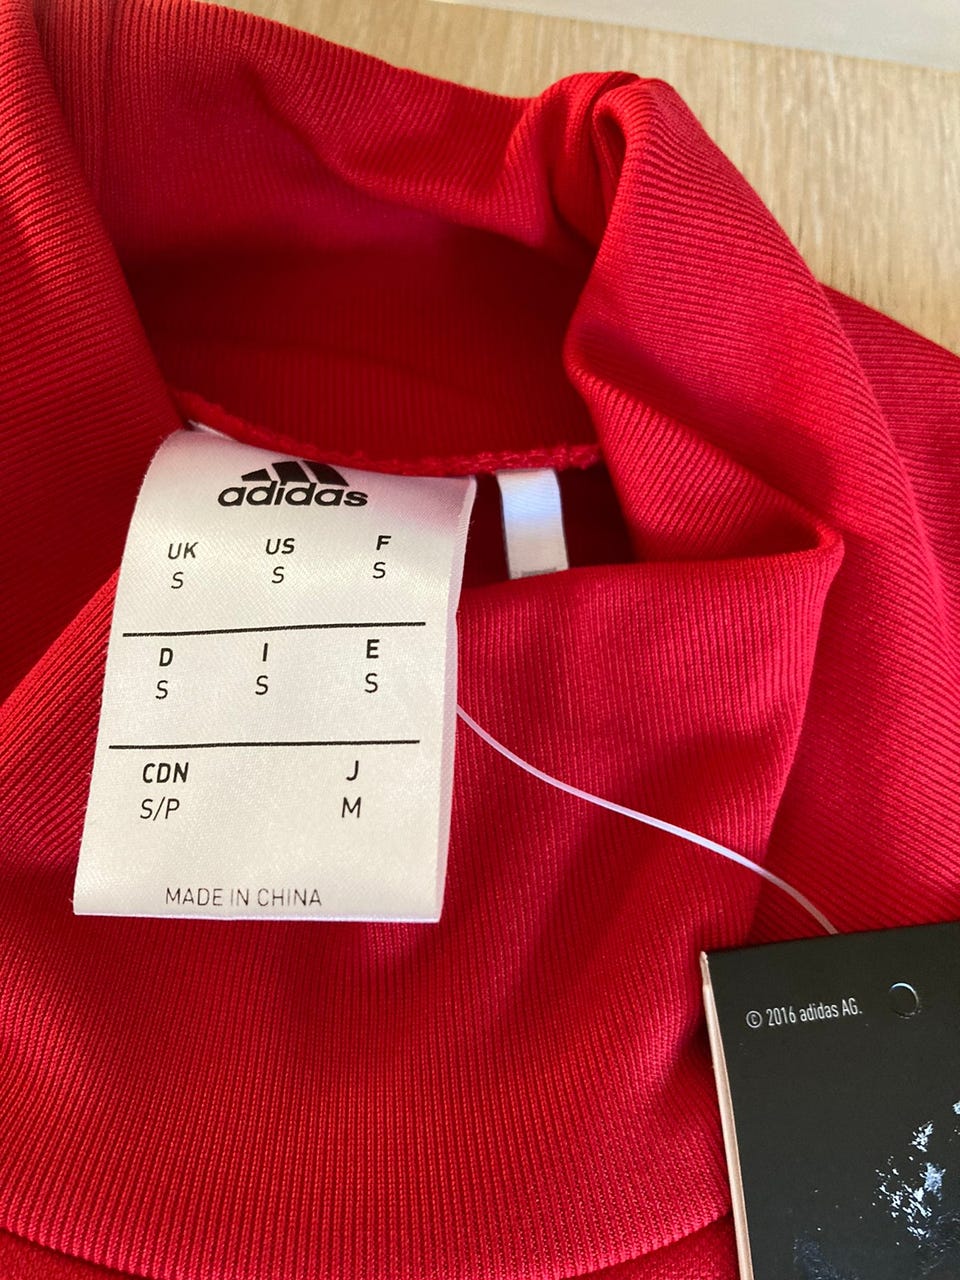 adidas
UK US F
S S S
D I E
S S S
CDN J
S/P M
MADE IN CHINA
© 2016 adidas AG.